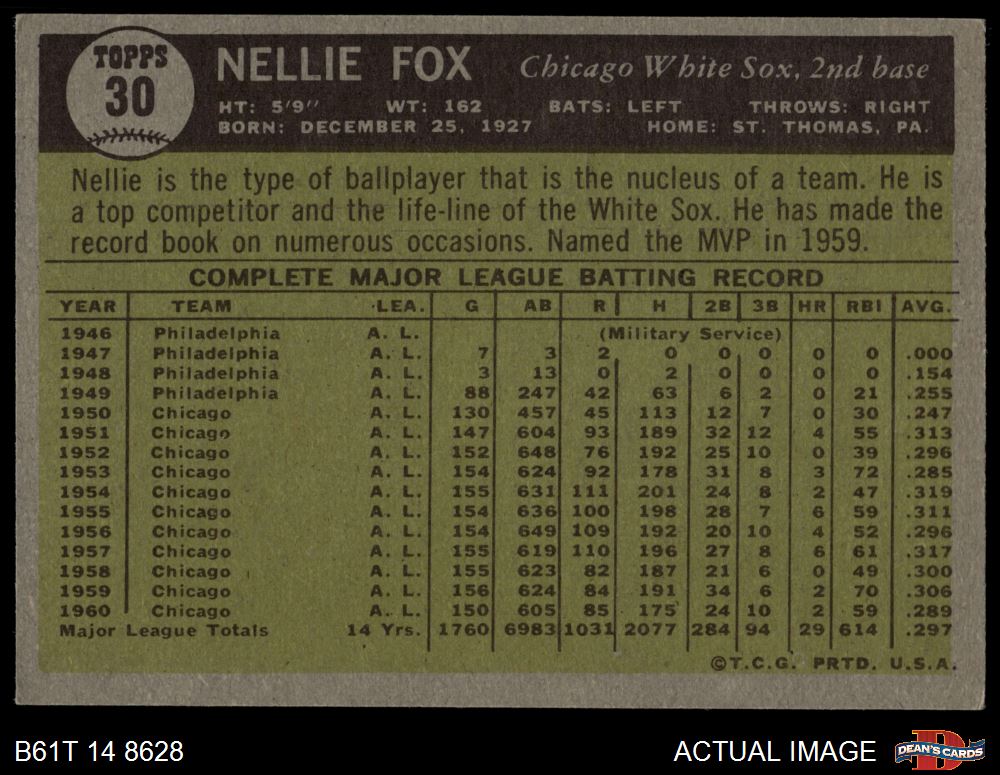 TOPPS
30
NELLIE FOX Chicago White Sox, 2nd base
HT: 5'9" WT: 162 BATS: LEFT THROWS: RIGHT
BORN: DECEMBER 25, 1927 HOME: ST. THOMAS, PA.
Nellie is the type of ballplayer that is the nucleus of a team. He is
a top competitor and the life-line of the White Sox. He has made the
record book on numerous occasions. Named the MVP in 1959.
COMPLETE MAJOR LEAGUE BATTING RECORD
YEAR TEAM LEA. G AB R H 2B 3B HR RBI AVG.
1946 Philadelphia A. L. (Military Service)
1947 Philadelphia A. L. 7 3 2 0 0 0 0 0 .000
1948 Philadelphia A. L. 3 13 0 2 0 0 0 0 .154
1949 Philadelphia A. L. 88 247 42 63 6 2 0 21 .255
1950 Chicago A. L. 130 457 45 113 12 7 0 30 .247
1951 Chicago A. L. 147 604 93 189 32 12 4 55 .313
1952 Chicago A. L. 152 648 76 192 25 10 0 39 .296
1953 Chicago A. L. 154 624 92 178 31 8 3 72 .285
1954 Chicago A. L. 155 631 111 201 24 8 2 47 .319
1955 Chicago A. L. 154 636 100 198 28 7 6 59 .311
1956 Chicago A. L. 154 649 109 192 20 10 4 52 .296
1957 Chicago A. L. 155 619 110 196 27 8 6 61 .317
1958 Chicago A. L. 155 623 82 187 21 6 0 49 .300
1959 Chicago A. L. 156 624 84 191 34 6 2 70 .306
1960 Chicago A. L. 150 605 85 175 24 10 2 59 .289
Major League Totals 14 Yrs. 1760 6983 1031 2077 284 94 29 614 .297
©T.C.G. PRTD. U.S.A.
B61T 14 8628 ACTUAL IMAGE D DEAN'S CARDS